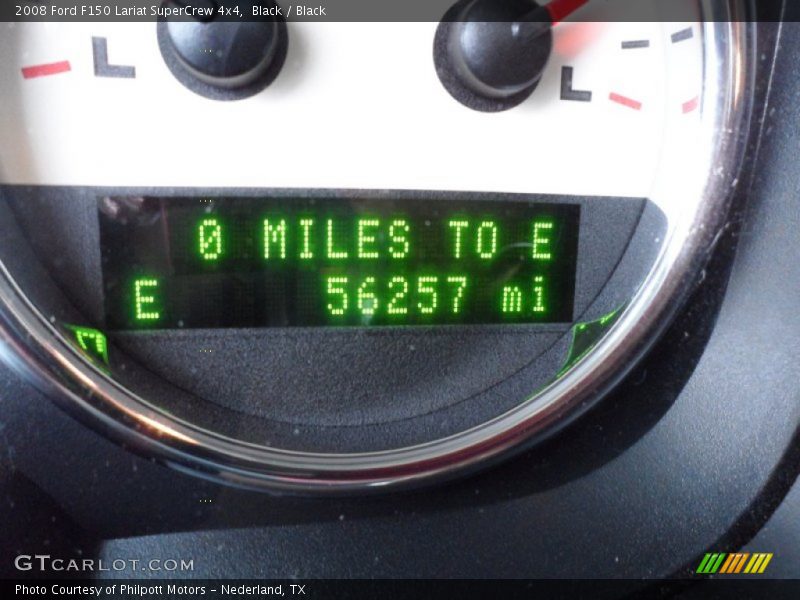 2008 Ford F150 Lariat SuperCrew 4x4, Black / Black
L
L
0 MILES TO E
E 56257 mi
GTCARLOT.COM
Photo Courtesy of Philpott Motors - Nederland, TX